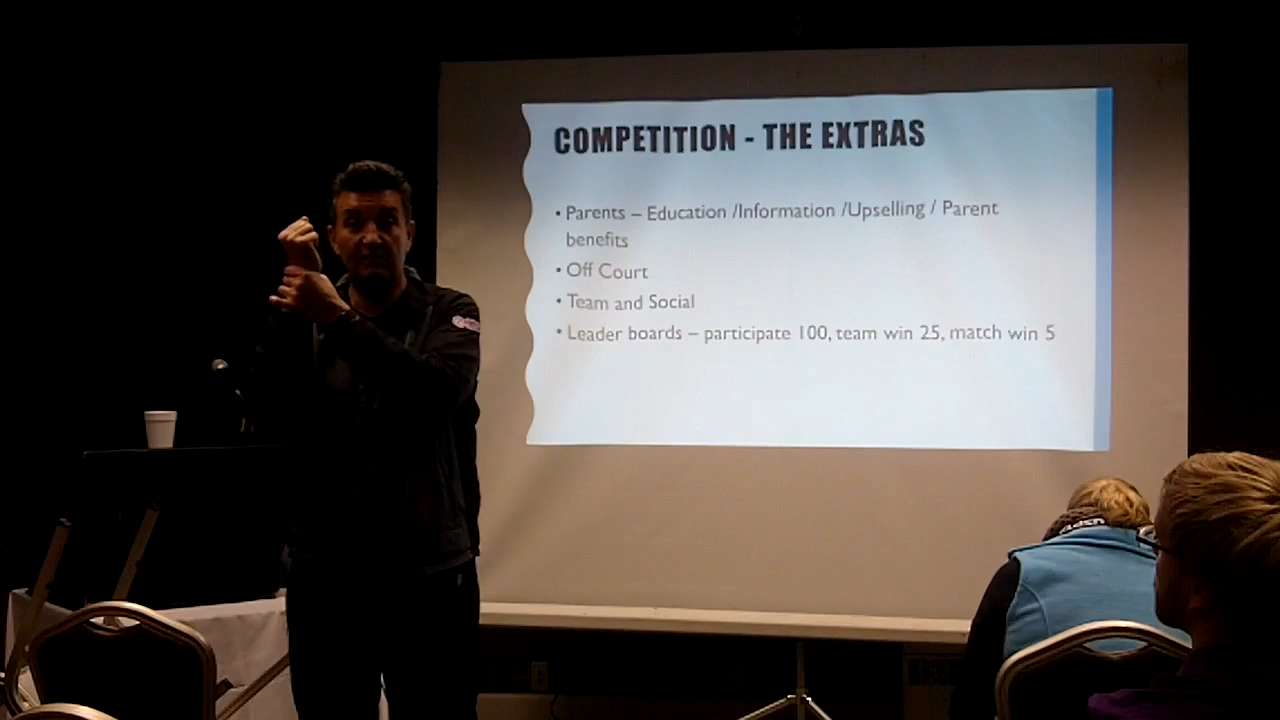 COMPETITION - THE EXTRAS
• Parents – Education /Information /Upselling / Parent
benefits
• Off Court
• Team and Social
• Leader boards – participate 100, team win 25, match win 5